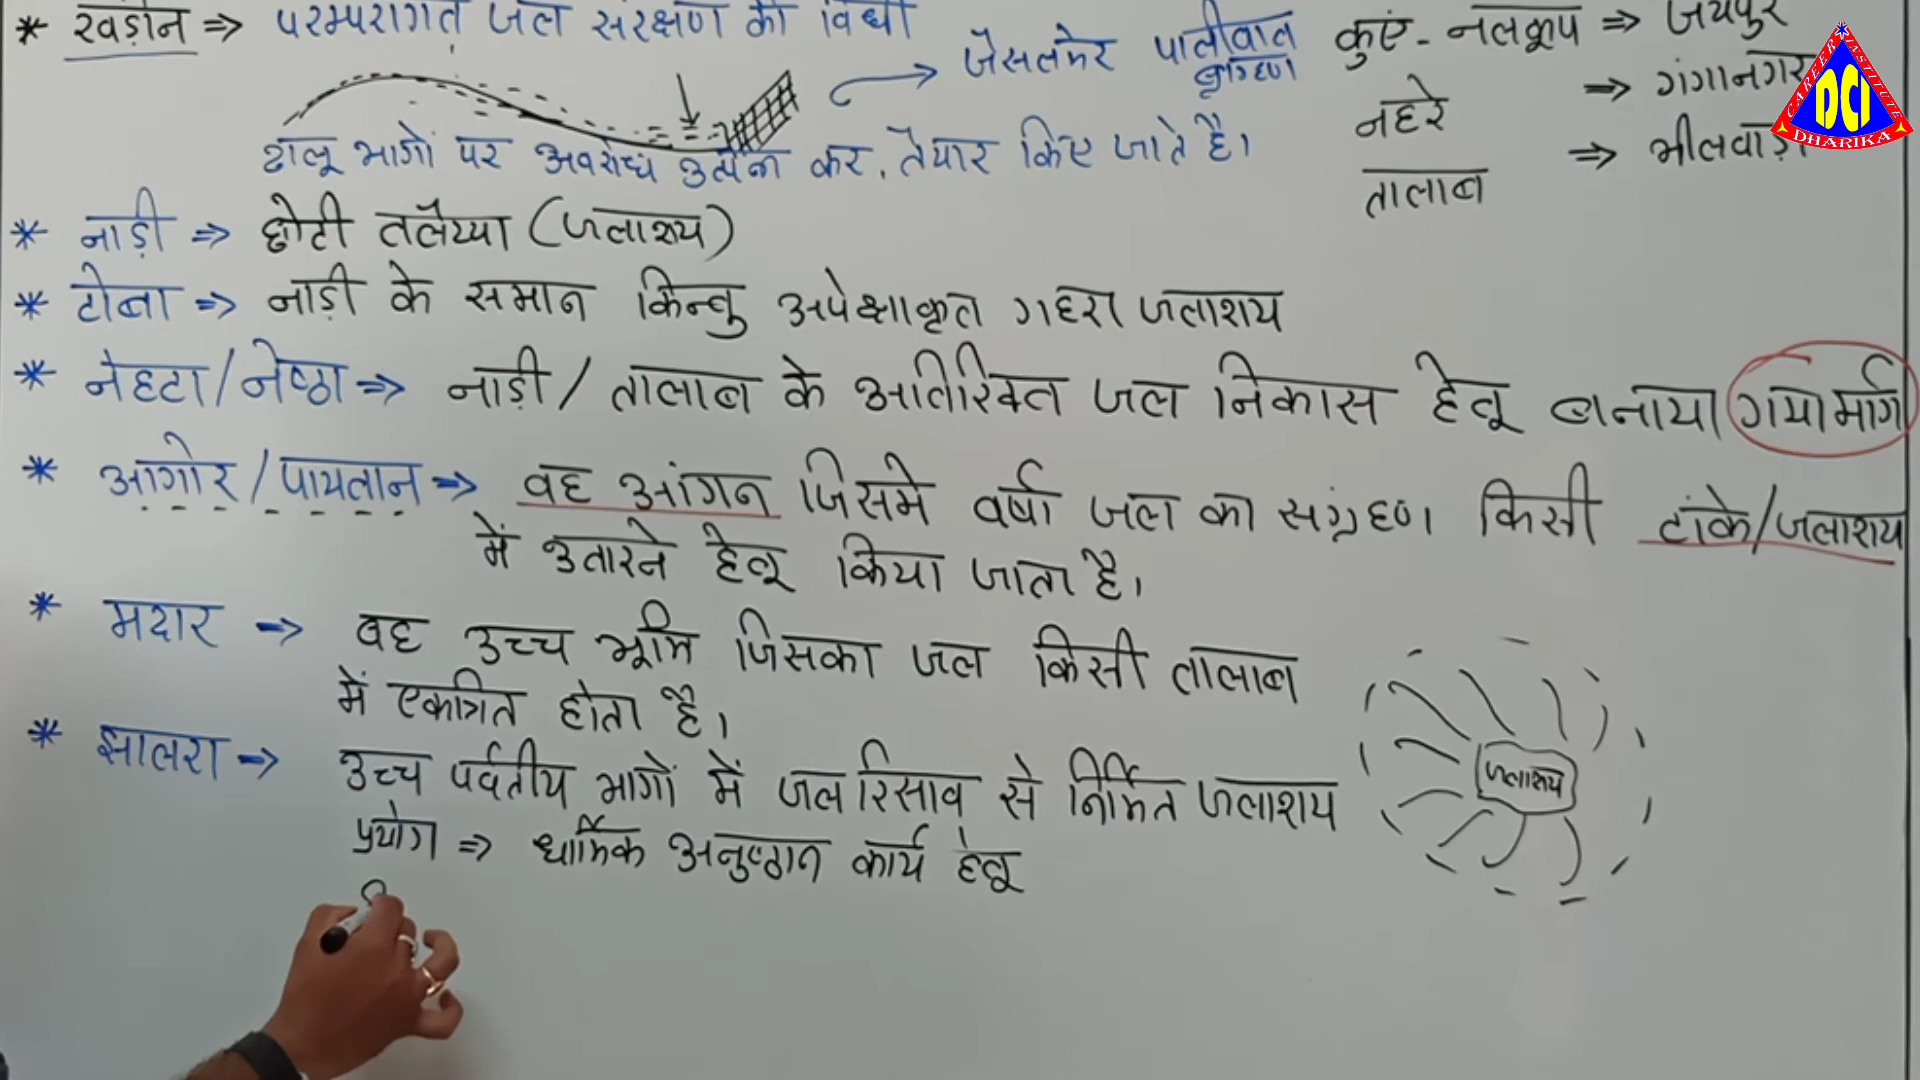 * खड़ीन ⇒ परम्परागत जल संरक्षण की विधी
→ जैसलमेर पालीवाल
ब्राह्मण
ढालू भागों पर अवरोध उत्पन्न कर, तैयार किए जाते है।
कुएं - नलकूप ⇒ जयपुर
नहरे ⇒ गंगानगर
तालाब ⇒ भीलवाड़ा
CAREER INSTITUTE
DCI
DHARIKA
* नाड़ी ⇒ छोटी तलैय्या (जलाशय)
* टोबा ⇒ नाड़ी के समान किन्तु अपेक्षाकृत गहरा जलाशय
* नेहटा/नेष्ठा ⇒ नाड़ी / तालाब के अतिरिक्त जल निकास हेतू बनाया गया मार्ग
* आगोर/पायतान ⇒ वह आंगन जिसमे वर्षा जल का संग्रहण किसी टांके/जलाशय
में उतारने हेतू किया जाता है।
* मदार → वह उच्च भूमि जिसका जल किसी तालाब
में एकत्रित होता है।
* झालरा → उच्च पर्वतीय भागों में जल रिसाव से निर्मित जलाशय
प्रयोग ⇒ धार्मिक अनुष्ठान कार्य हेतू
जलाशय